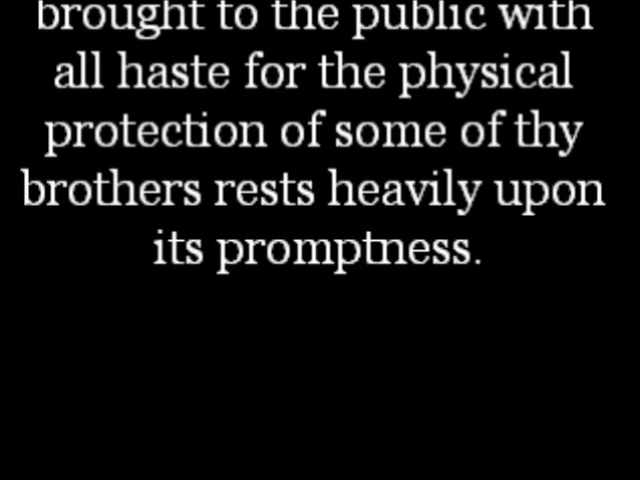 brought to the public with
all haste for the physical
protection of some of thy
brothers rests heavily upon
its promptness.